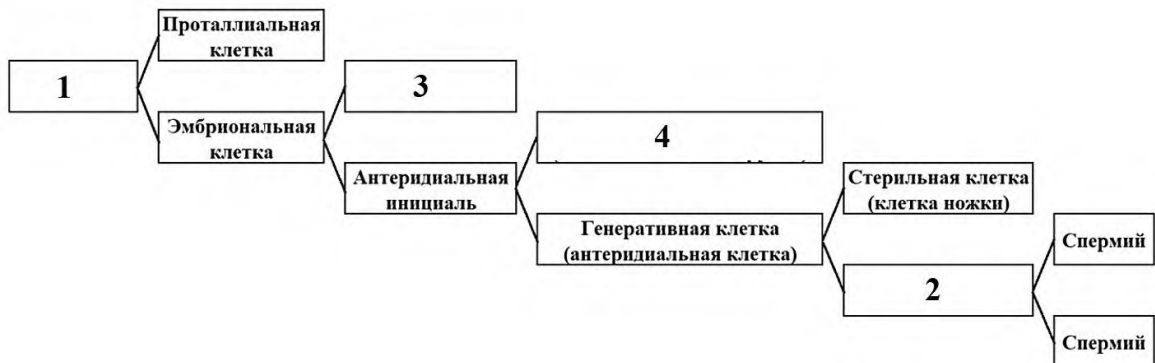 Проталлиальная
клетка
1
3
Эмбриональная
клетка
4
Антеридиальная
инициаль
Стерильная клетка
(клетка ножки)
Генеративная клетка
(антеридиальная клетка)
Спермий
2
Спермий